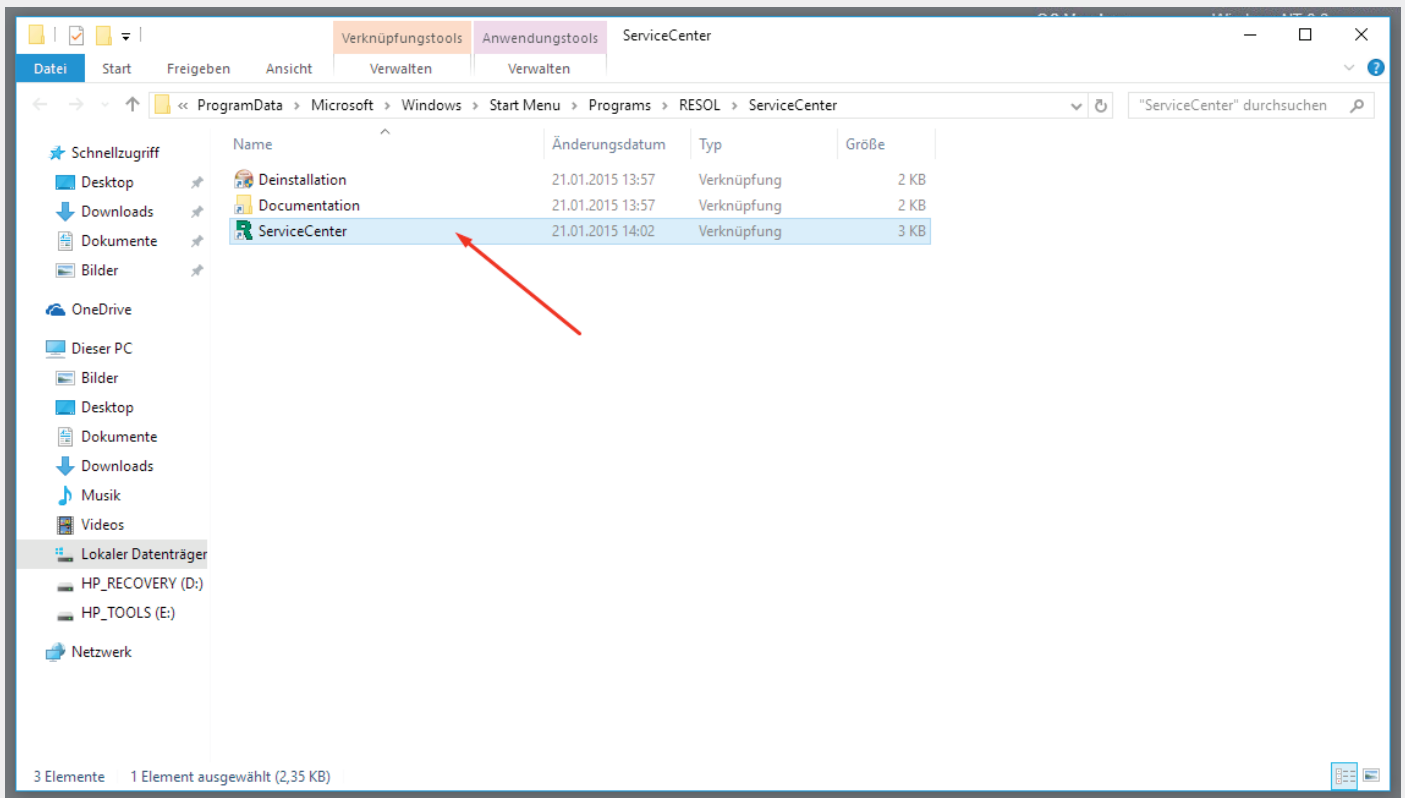 Verknüpfungstools Anwendungstools ServiceCenter
Datei Start Freigeben Ansicht Verwalten Verwalten
« ProgramData › Microsoft › Windows › Start Menu › Programs › RESOL › ServiceCenter "ServiceCenter" durchsuchen
Name Änderungsdatum Typ Größe
Schnellzugriff
Desktop
Downloads
Dokumente
Bilder
OneDrive
Dieser PC
Bilder
Desktop
Dokumente
Downloads
Musik
Videos
Lokaler Datenträger
HP_RECOVERY (D:)
HP_TOOLS (E:)
Netzwerk
Deinstallation 21.01.2015 13:57 Verknüpfung 2 KB
Documentation 21.01.2015 13:57 Verknüpfung 2 KB
ServiceCenter 21.01.2015 14:02 Verknüpfung 3 KB
3 Elemente 1 Element ausgewählt (2,35 KB)